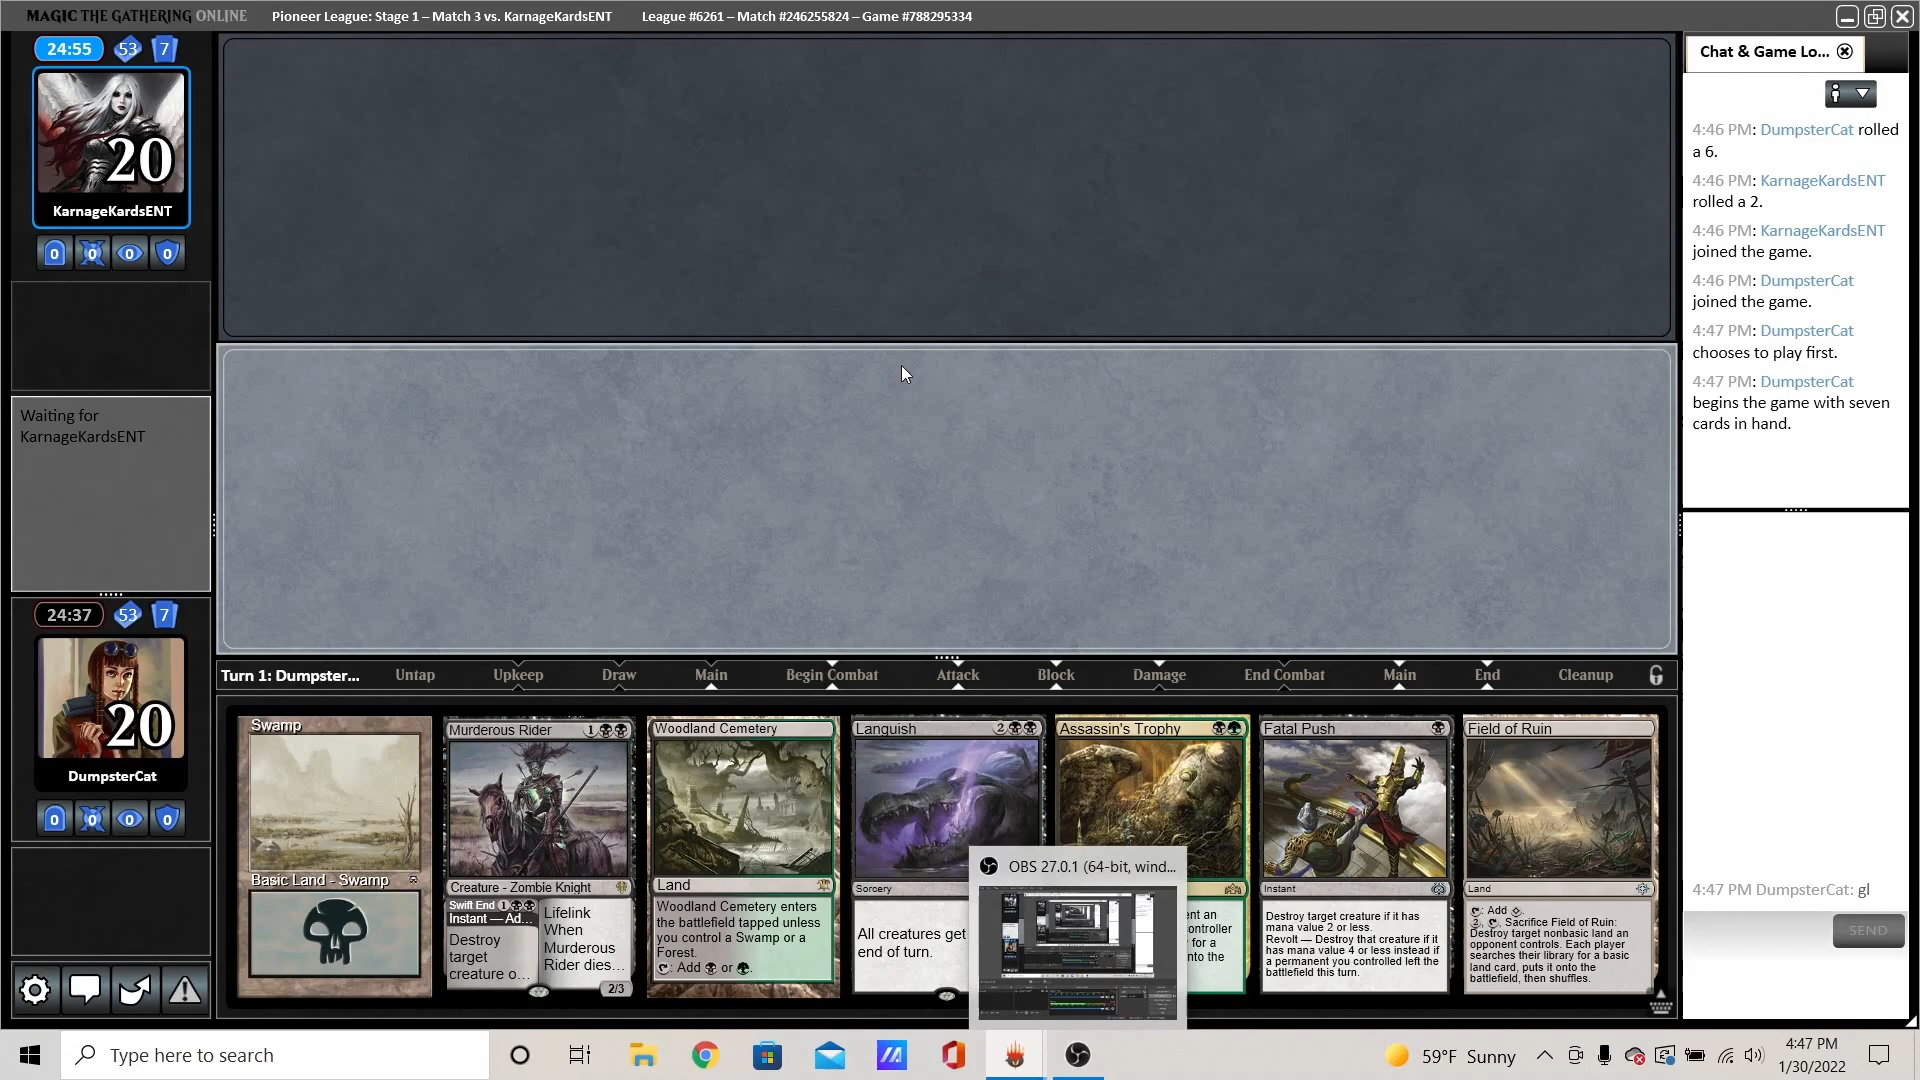 MAGIC THE GATHERING ONLINE
Pioneer League: Stage 1 – Match 3 vs. KarnageKardsENT
League #6261 – Match #246255824 – Game #788295334
24:55 53 7
20
KarnageKardsENT
0 0 0 0
Waiting for
KarnageKardsENT
24:37 53 7
20
DumpsterCat
0 0 0 0
Chat & Game Lo...
4:46 PM: DumpsterCat rolled
a 6.
4:46 PM: KarnageKardsENT
rolled a 2.
4:46 PM: KarnageKardsENT
joined the game.
4:46 PM: DumpsterCat
joined the game.
4:47 PM: DumpsterCat
chooses to play first.
4:47 PM: DumpsterCat
begins the game with seven
cards in hand.
4:47 PM DumpsterCat: gl
SEND
Turn 1: Dumpster... Untap Upkeep Draw Main Begin Combat Attack Block Damage End Combat Main End Cleanup
Swamp
Basic Land - Swamp
Murderous Rider 1
Creature - Zombie Knight
Swift End 1
Instant — Ad...
Destroy
target
creature o...
Lifelink
When
Murderous
Rider dies...
2/3
Woodland Cemetery
Land
Woodland Cemetery enters
the battlefield tapped unless
you control a Swamp or a
Forest.
: Add or .
Languish 2
Sorcery
All creatures get
end of turn.
Assassin's Trophy
ent an
ontroller
for a
onto the
Fatal Push
Instant
Destroy target creature if it has
mana value 2 or less.
Revolt — Destroy that creature if it
has mana value 4 or less instead if
a permanent you controlled left the
battlefield this turn.
Field of Ruin
Land
: Add .
2, , Sacrifice Field of Ruin:
Destroy target nonbasic land an
opponent controls. Each player
searches their library for a basic
land card, puts it onto the
battlefield, then shuffles.
OBS 27.0.1 (64-bit, wind...
Type here to search
59°F Sunny
4:47 PM
1/30/2022